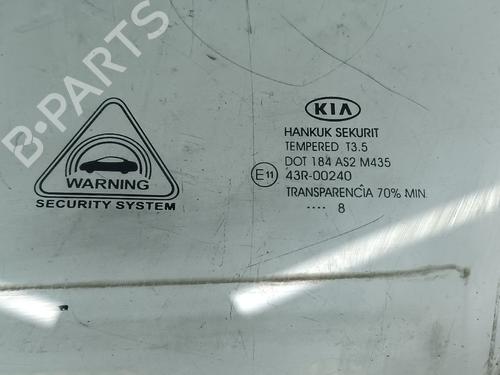 B-PARTS
WARNING
SECURITY SYSTEM
KIA
HANKUK SEKURIT
TEMPERED T3.5
DOT 184 AS2 M435
E11 43R-00240
TRANSPARENCIA 70% MIN.
.... 8